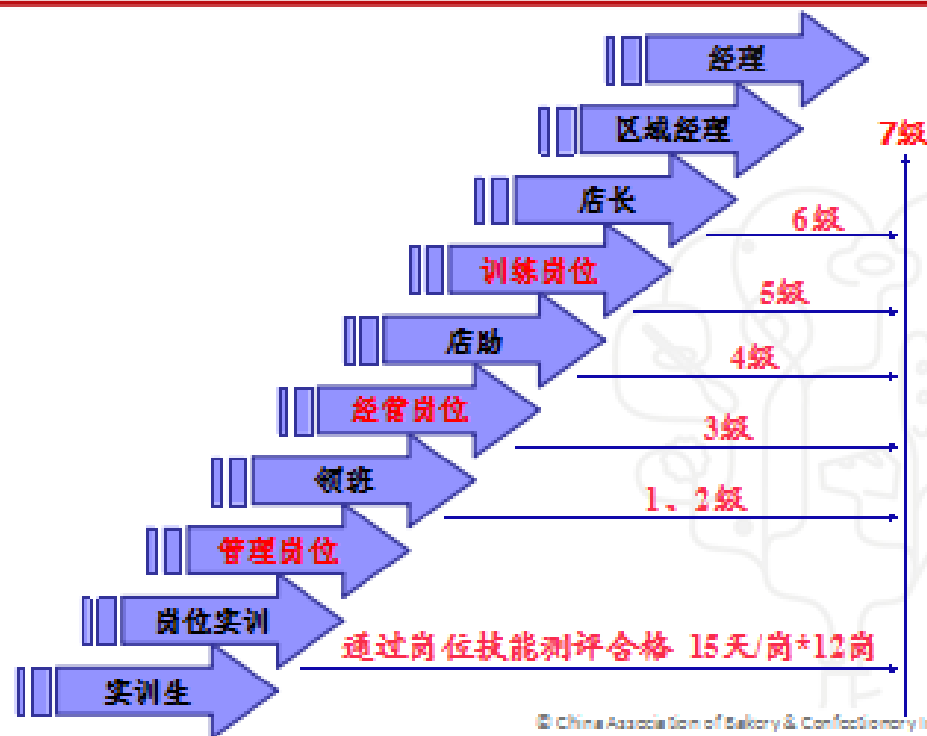 经理
区域经理
7级
店长
6级
训练岗位
5级
店助
4级
经营岗位
3级
领班
1、2级
管理岗位
岗位实训
通过岗位技能测评合格 15天/岗*12岗
实训生
© China Association of Bakery & Confectionery I